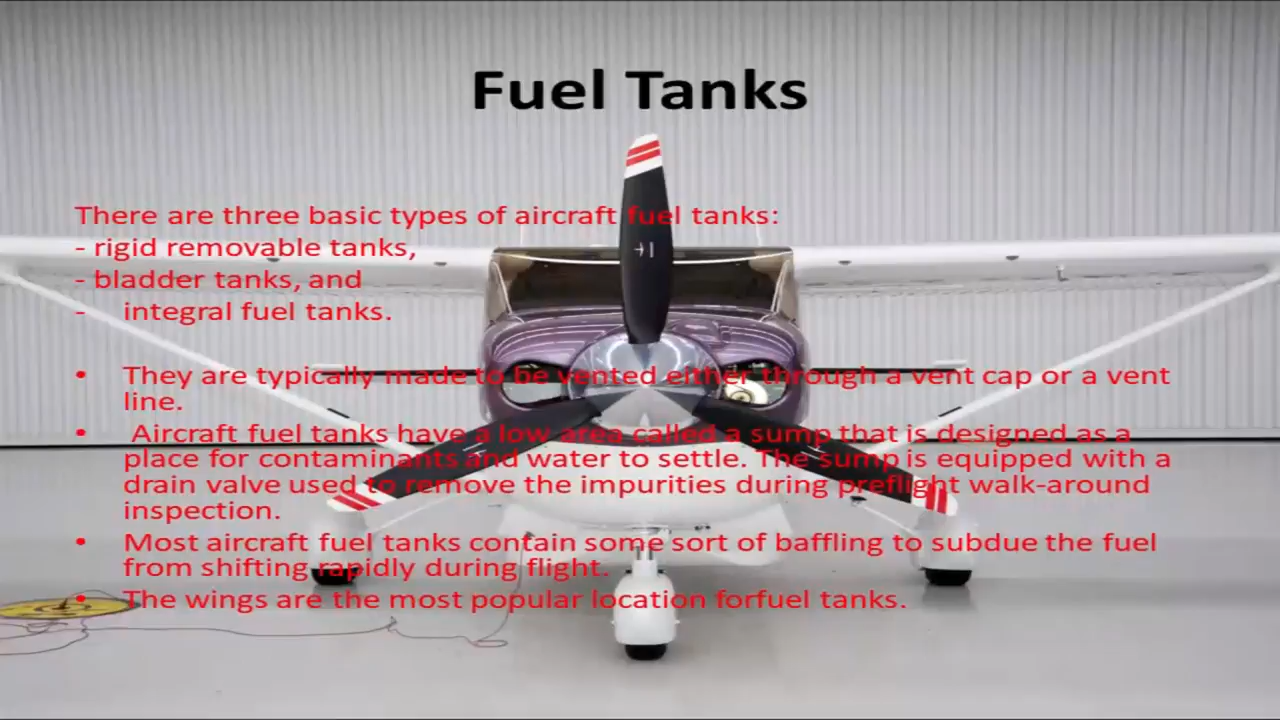 Fuel Tanks
There are three basic types of aircraft fuel tanks:
- rigid removable tanks,
- bladder tanks, and
- integral fuel tanks.
• They are typically made to be vented either through a vent cap or a vent
line.
• Aircraft fuel tanks have a low area called a sump that is designed as a
place for contaminants and water to settle. The sump is equipped with a
drain valve used to remove the impurities during preflight walk-around
inspection.
• Most aircraft fuel tanks contain some sort of baffling to subdue the fuel
from shifting rapidly during flight.
• The wings are the most popular location forfuel tanks.